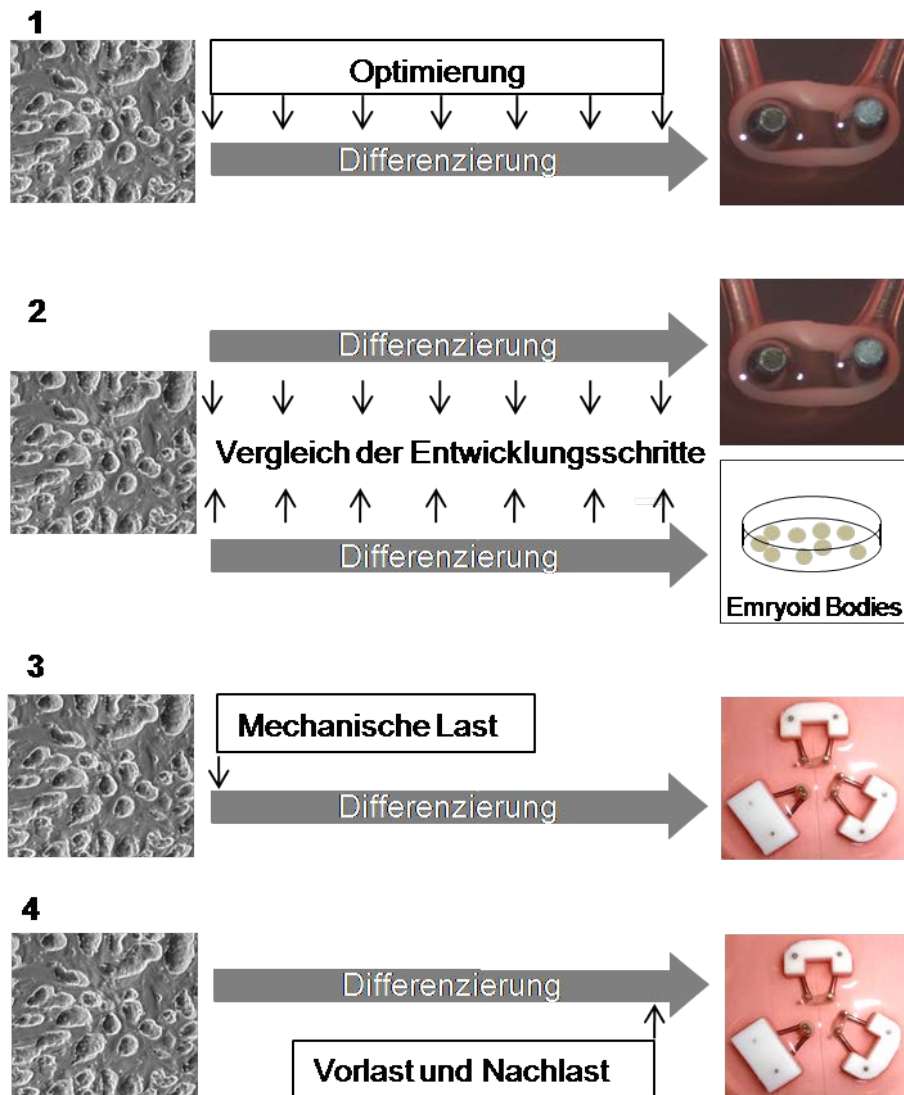 1
Optimierung
Differenzierung
2
Differenzierung
Vergleich der Entwicklungsschritte
Differenzierung
Emryoid Bodies
3
Mechanische Last
Differenzierung
4
Differenzierung
Vorlast und Nachlast